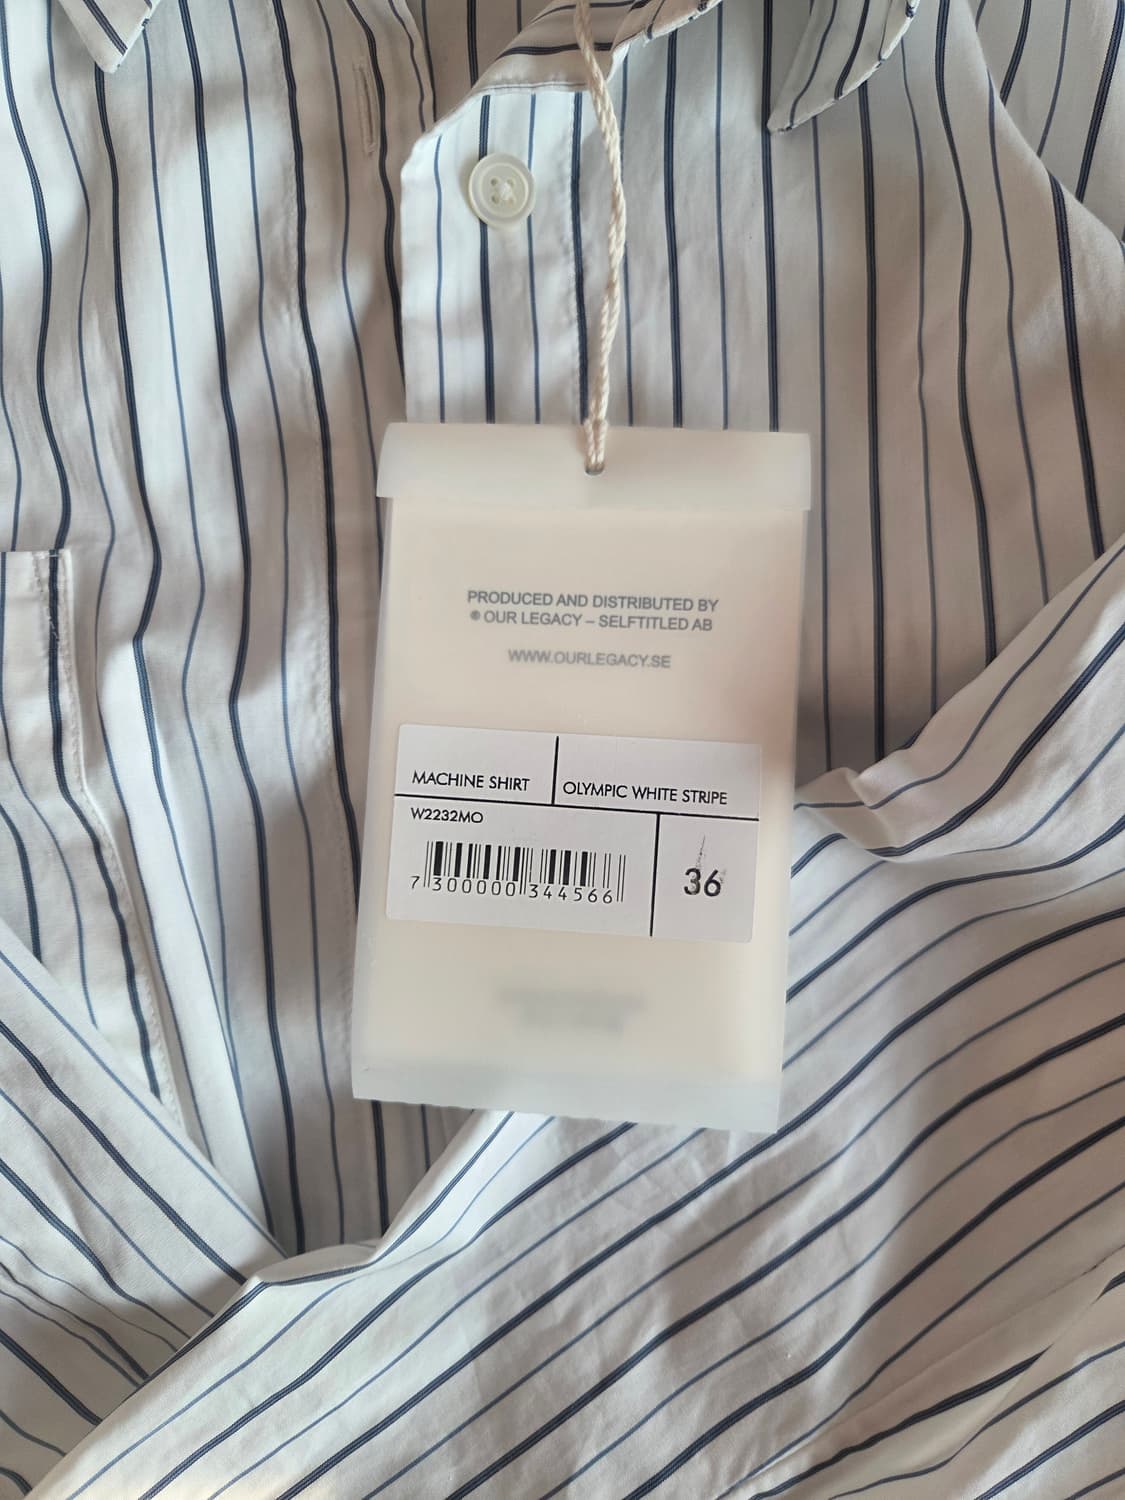 PRODUCED AND DISTRIBUTED BY
® OUR LEGACY – SELFTITLED AB
WWW.OURLEGACY.SE
MACHINE SHIRT
OLYMPIC WHITE STRIPE
W2232MO
7 300000 344566
36